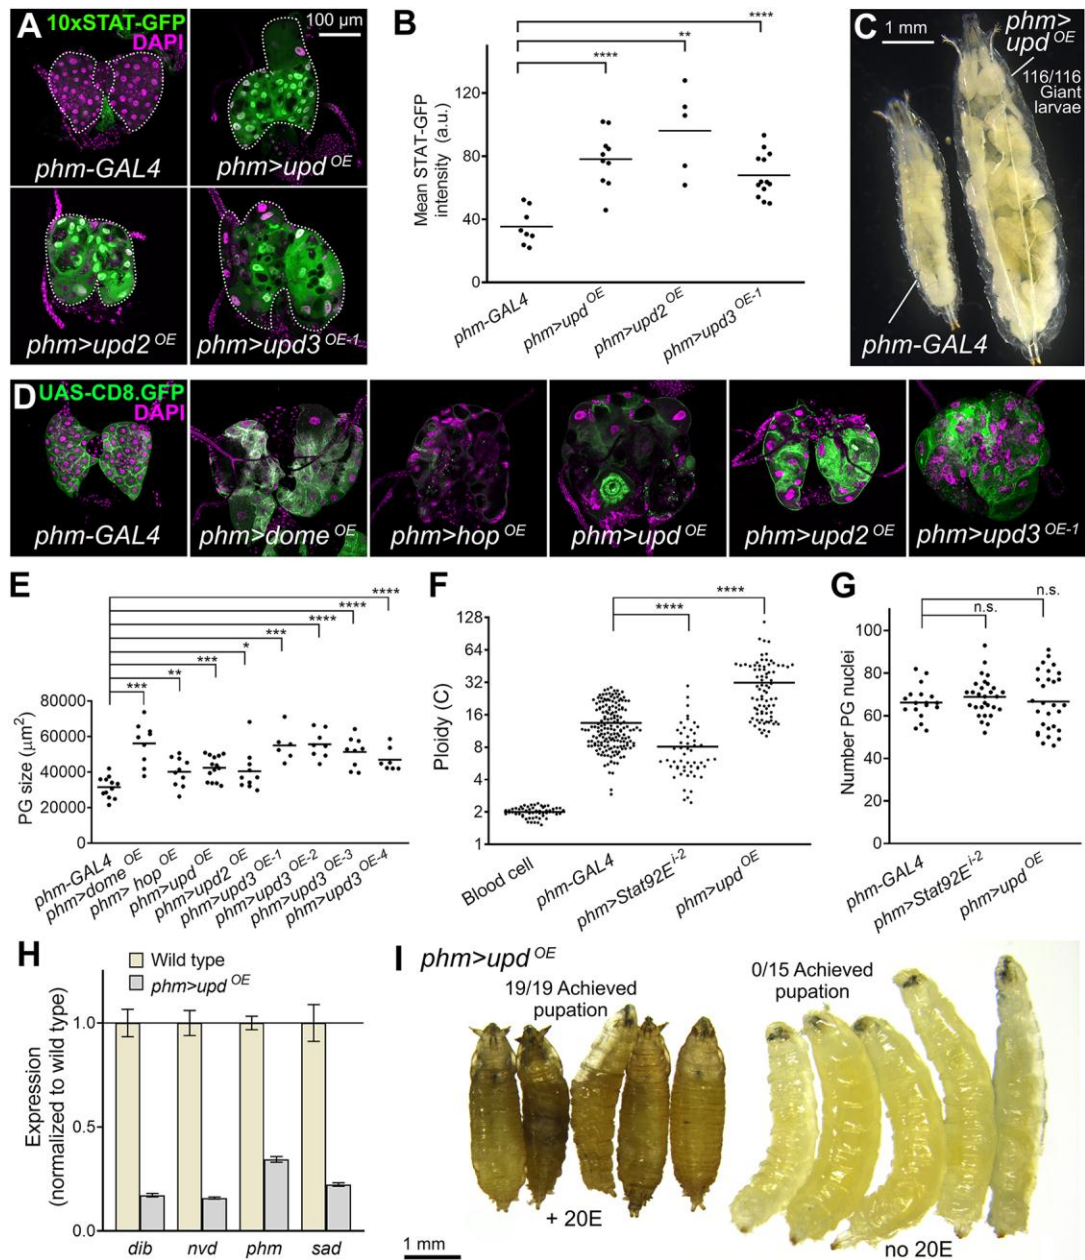 A
10xSTAT-GFP
DAPI
100 µm
phm-GAL4
phm>upd OE
phm>upd2 OE
phm>upd3 OE-1
B
****
**
****
Mean STAT-GFP
intensity (a.u.)
120
80
40
0
phm-GAL4
phm>upd OE
phm>upd2 OE
phm>upd3 OE-1
C
1 mm
phm>
upd OE
116/116
Giant
larvae
phm-GAL4
D
UAS-CD8.GFP
DAPI
phm-GAL4
phm>dome OE
phm>hop OE
phm>upd OE
phm>upd2 OE
phm>upd3 OE-1
E
****
****
****
***
*
***
**
***
PG size (µm2)
80000
60000
40000
20000
0
phm-GAL4
phm>dome OE
phm> hop OE
phm>upd OE
phm>upd2 OE
phm>upd3 OE-1
phm>upd3 OE-2
phm>upd3 OE-3
phm>upd3 OE-4
F
****
****
Ploidy (C)
128
64
32
16
8
4
2
1
Blood cell
phm-GAL4
phm>Stat92E i-2
phm>upd OE
G
n.s.
n.s.
Number PG nuclei
100
80
60
40
20
0
phm-GAL4
phm>Stat92E i-2
phm>upd OE
H
Wild type
phm>upd OE
Expression
(normalized to wild type)
1.0
0.5
0.0
dib
nvd
phm
sad
I
phm>upd OE
19/19 Achieved
pupation
0/15 Achieved
pupation
+ 20E
no 20E
1 mm